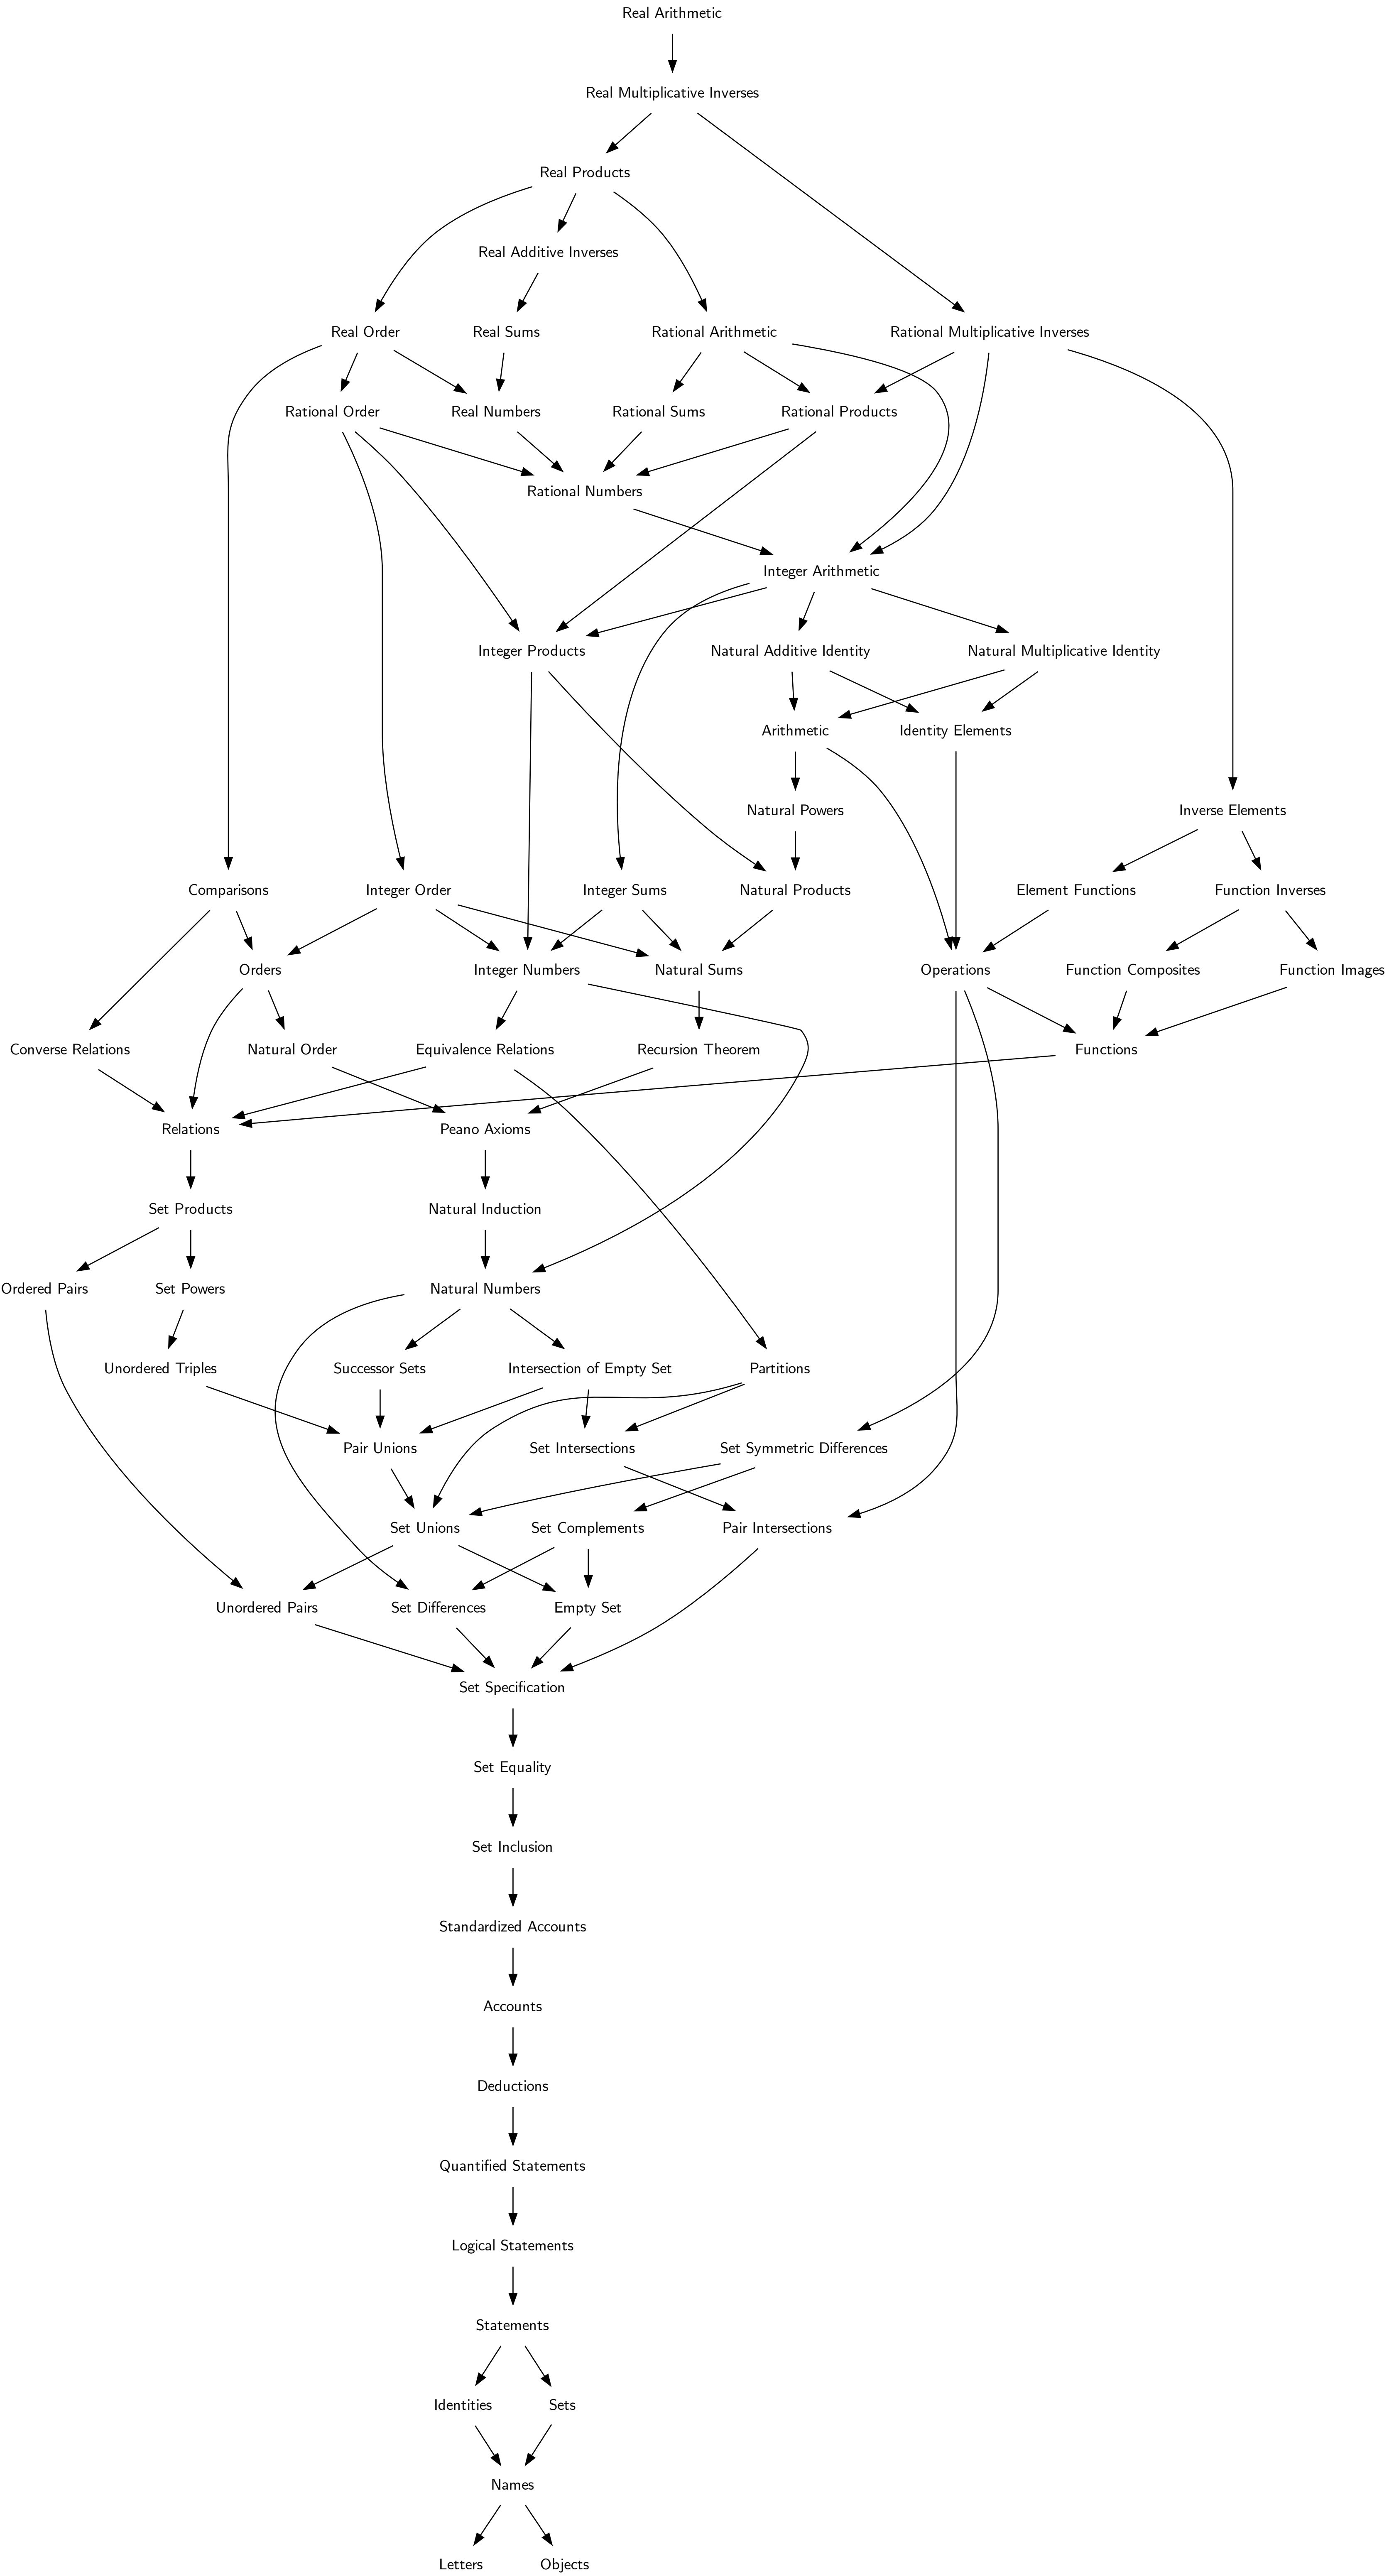 Real Arithmetic
Real Multiplicative Inverses
Real Products
Real Additive Inverses
Real Order
Real Sums
Rational Arithmetic
Rational Multiplicative Inverses
Rational Order
Real Numbers
Rational Sums
Rational Products
Rational Numbers
Integer Arithmetic
Integer Products
Natural Additive Identity
Natural Multiplicative Identity
Arithmetic
Identity Elements
Natural Powers
Inverse Elements
Comparisons
Integer Order
Integer Sums
Natural Products
Element Functions
Function Inverses
Orders
Integer Numbers
Natural Sums
Operations
Function Composites
Function Images
Converse Relations
Natural Order
Equivalence Relations
Recursion Theorem
Functions
Relations
Peano Axioms
Set Products
Natural Induction
Ordered Pairs
Set Powers
Natural Numbers
Unordered Triples
Successor Sets
Intersection of Empty Set
Partitions
Pair Unions
Set Intersections
Set Symmetric Differences
Set Unions
Set Complements
Pair Intersections
Unordered Pairs
Set Differences
Empty Set
Set Specification
Set Equality
Set Inclusion
Standardized Accounts
Accounts
Deductions
Quantified Statements
Logical Statements
Statements
Identities
Sets
Names
Letters
Objects